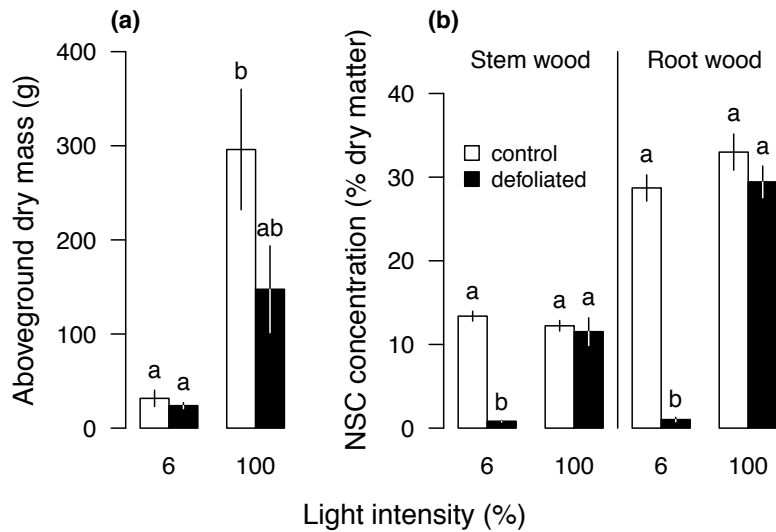 (a)
Aboveground dry mass (g)
400
300
200
100
0
a
a
b
ab
6
100
(b)
NSC concentration (% dry matter)
Stem wood
Root wood
40
30
20
10
0
control
defoliated
a
b
a
a
a
b
a
a
6
100
6
100
Light intensity (%)